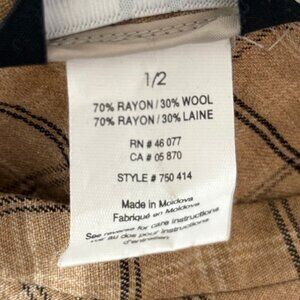 1/2
70% RAYON/30% WOOL
70% RAYON/30% LAINE
RN # 46 077
CA # 05 870
STYLE # 750 414
Made in Moldova
Fabriqué en Moldova
See reverse for care instructions
d'entretien